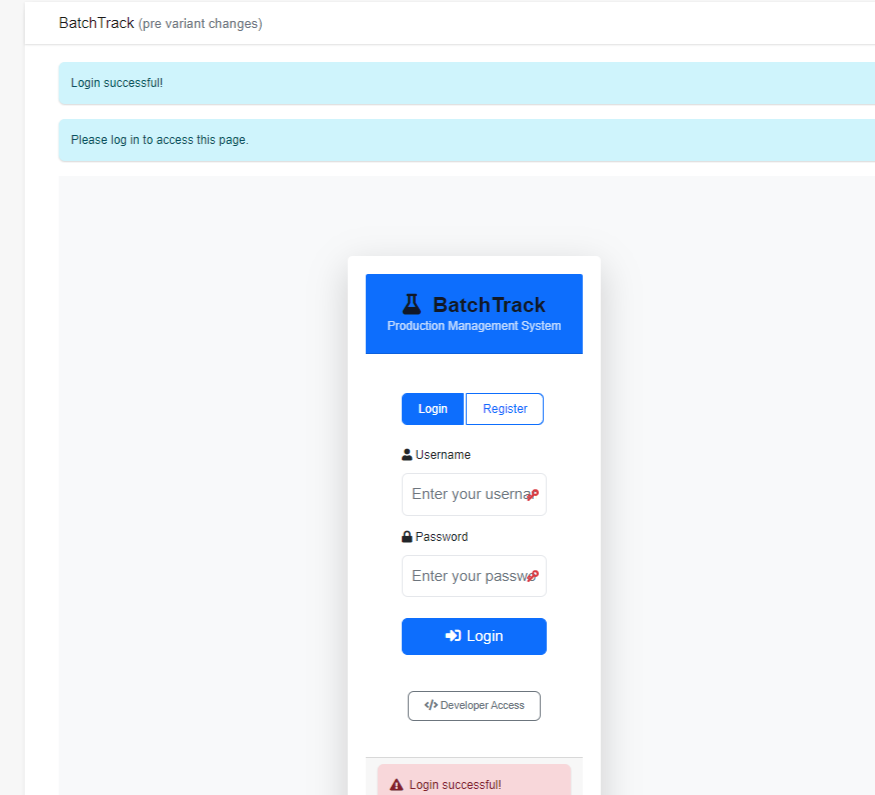 BatchTrack (pre variant changes)
Login successful!
Please log in to access this page.
BatchTrack
Production Management System
Login Register
Username
Enter your userna
Password
Enter your passwo
Login
</> Developer Access
Login successful!